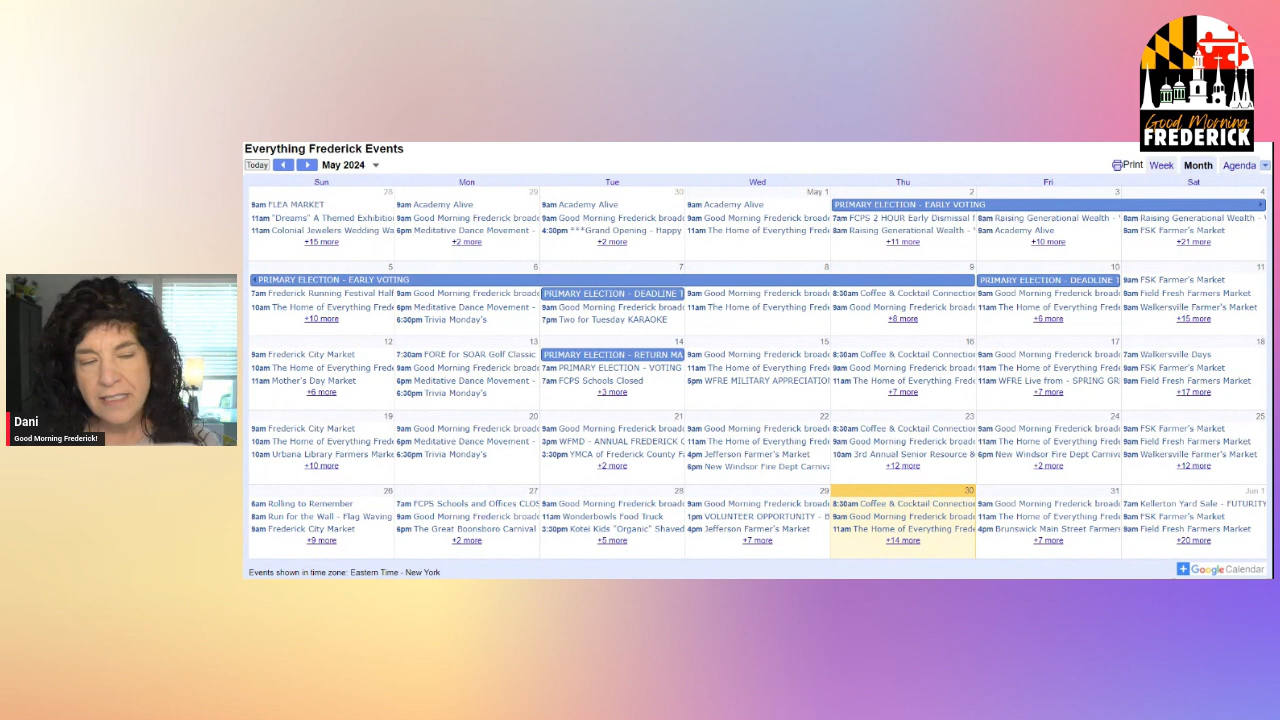 Good Morning
FREDERICK
Everything Frederick Events
Today May 2024 Print Week Month Agenda
Sun Mon Tue Wed Thu Fri Sat
28 29 30 May 1 2 3 4
9am FLEA MARKET
11am "Dreams" A Themed Exhibitio
11am Colonial Jewelers Wedding Wa
+15 more
9am Academy Alive
9am Good Morning Frederick broad
6pm Meditative Dance Movement -
+2 more
9am Academy Alive
9am Good Morning Frederick broad
4:30pm ***Grand Opening - Happy
+2 more
9am Academy Alive
9am Good Morning Frederick broad
11am The Home of Everything Fred
PRIMARY ELECTION - EARLY VOTING
7am FCPS 2 HOUR Early Dismissal
8am Raising Generational Wealth -
+11 more
8am Raising Generational Wealth -
9am Academy Alive
+10 more
8am Raising Generational Wealth -
9am FSK Farmer's Market
+21 more
5 6 7 8 9 10 11
PRIMARY ELECTION - EARLY VOTING
7am Frederick Running Festival Half
10am The Home of Everything Fred
+10 more
9am Good Morning Frederick broad
11am The Home of Everything Fred
6:30pm Trivia Monday's
PRIMARY ELECTION - DEADLINE
9am Good Morning Frederick broad
7pm Two for Tuesday KARAOKE
9am Good Morning Frederick broad
11am The Home of Everything Fred
8:30am Coffee & Cocktail Connection
9am Good Morning Frederick broad
+8 more
PRIMARY ELECTION - DEADLINE
9am Good Morning Frederick broad
11am The Home of Everything Fred
+6 more
9am FSK Farmer's Market
9am Field Fresh Farmers Market
9am Walkersville Farmer's Market
+15 more
12 13 14 15 16 17 18
9am Frederick City Market
10am The Home of Everything Fred
11am Mother's Day Market
+6 more
7:30am FORE for SOAR Golf Classic
9am Good Morning Frederick broad
6pm Meditative Dance Movement -
6:30pm Trivia Monday's
PRIMARY ELECTION - RETURN MA
7am PRIMARY ELECTION - VOTING
7am FCPS Schools Closed
+3 more
9am Good Morning Frederick broad
11am The Home of Everything Fred
5pm WFRE MILITARY APPRECIATIO
8:30am Coffee & Cocktail Connection
9am Good Morning Frederick broad
11am The Home of Everything Fred
+7 more
9am Good Morning Frederick broad
11am The Home of Everything Fred
11am WFRE Live from - SPRING GR
+7 more
7am Walkersville Days
9am FSK Farmer's Market
9am Field Fresh Farmers Market
+17 more
19 20 21 22 23 24 25
9am Frederick City Market
10am The Home of Everything Fred
10am Urbana Library Farmers Marke
+10 more
9am Good Morning Frederick broad
6pm Meditative Dance Movement -
6:30pm Trivia Monday's
9am Good Morning Frederick broad
3pm WFMD - ANNUAL FREDERICK
3:30pm YMCA of Frederick County
+2 more
9am Good Morning Frederick broad
11am The Home of Everything Fred
4pm Jefferson Farmer's Market
6pm New Windsor Fire Dept Carniva
8:30am Coffee & Cocktail Connection
9am Good Morning Frederick broad
10am 3rd Annual Senior Resource &
+12 more
9am Good Morning Frederick broad
11am The Home of Everything Fred
6pm New Windsor Fire Dept Carniva
+2 more
9am FSK Farmer's Market
9am Field Fresh Farmers Market
9am Walkersville Farmer's Market
+12 more
26 27 28 29 30 31 Jun 1
6am Rolling to Remember
8am Run for the Wall - Flag Waving
9am Frederick City Market
+9 more
7am FCPS Schools and Offices CLOS
9am Good Morning Frederick broad
6pm The Great Boonsboro Carnival
+2 more
9am Good Morning Frederick broad
11am Wonderbowls Food Truck
3:30pm Kotei Kids "Organic" Shaved
+5 more
9am Good Morning Frederick broad
1pm VOLUNTEER OPPORTUNITY -
4pm Jefferson Farmer's Market
+7 more
8:30am Coffee & Cocktail Connection
9am Good Morning Frederick broad
11am The Home of Everything Fred
+14 more
9am Good Morning Frederick broad
11am The Home of Everything Fred
4pm Brunswick Main Street Farmers
+7 more
7am Kellerton Yard Sale - FUTURITY
9am FSK Farmer's Market
9am Field Fresh Farmers Market
+20 more
Events shown in time zone: Eastern Time - New York
Google Calendar
Dani
Good Morning Frederick!